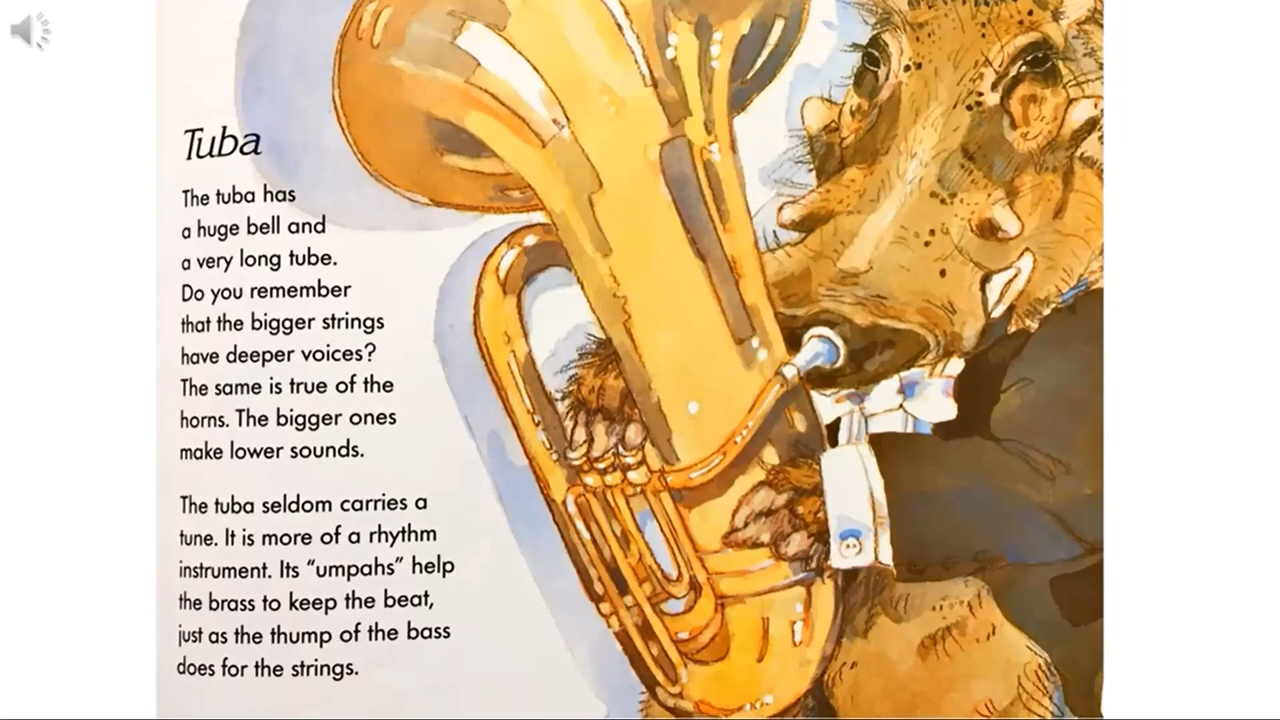 Tuba
The tuba has
a huge bell and
a very long tube.
Do you remember
that the bigger strings
have deeper voices?
The same is true of the
horns. The bigger ones
make lower sounds.
The tuba seldom carries a
tune. It is more of a rhythm
instrument. Its “umpahs” help
the brass to keep the beat,
just as the thump of the bass
does for the strings.